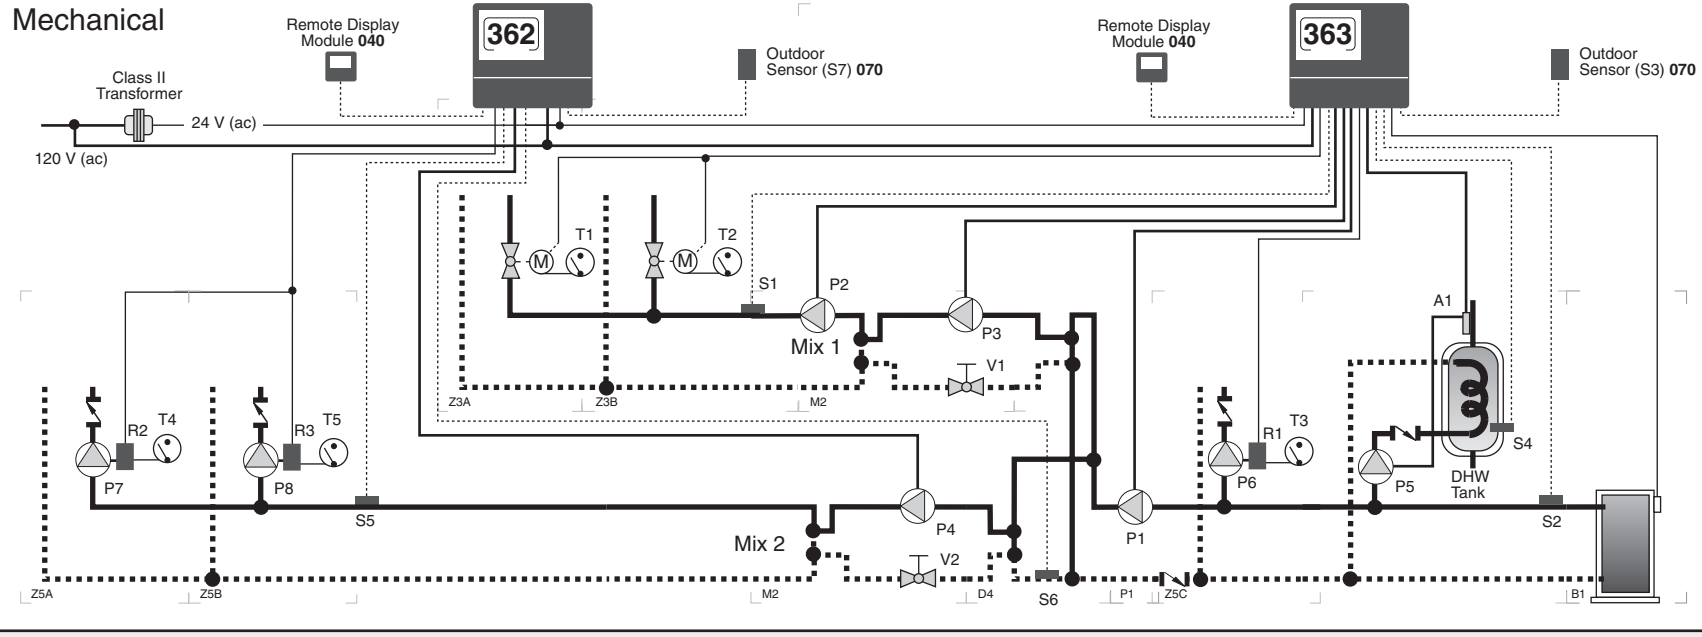 Mechanical
Remote Display
Module 040
362
Outdoor
Sensor (S7) 070
Remote Display
Module 040
363
Outdoor
Sensor (S3) 070
Class II
Transformer
24 V (ac)
120 V (ac)
T1
M
T2
M
S1
P2
P3
Mix 1
V1
Z3A
Z3B
M2
A1
R2
T4
R3
T5
R1
T3
P7
P8
P6
P5
S4
DHW
Tank
S5
P4
P1
S2
Mix 2
V2
Z5A
Z5B
M2
D4
S6
P1
Z5C
B1